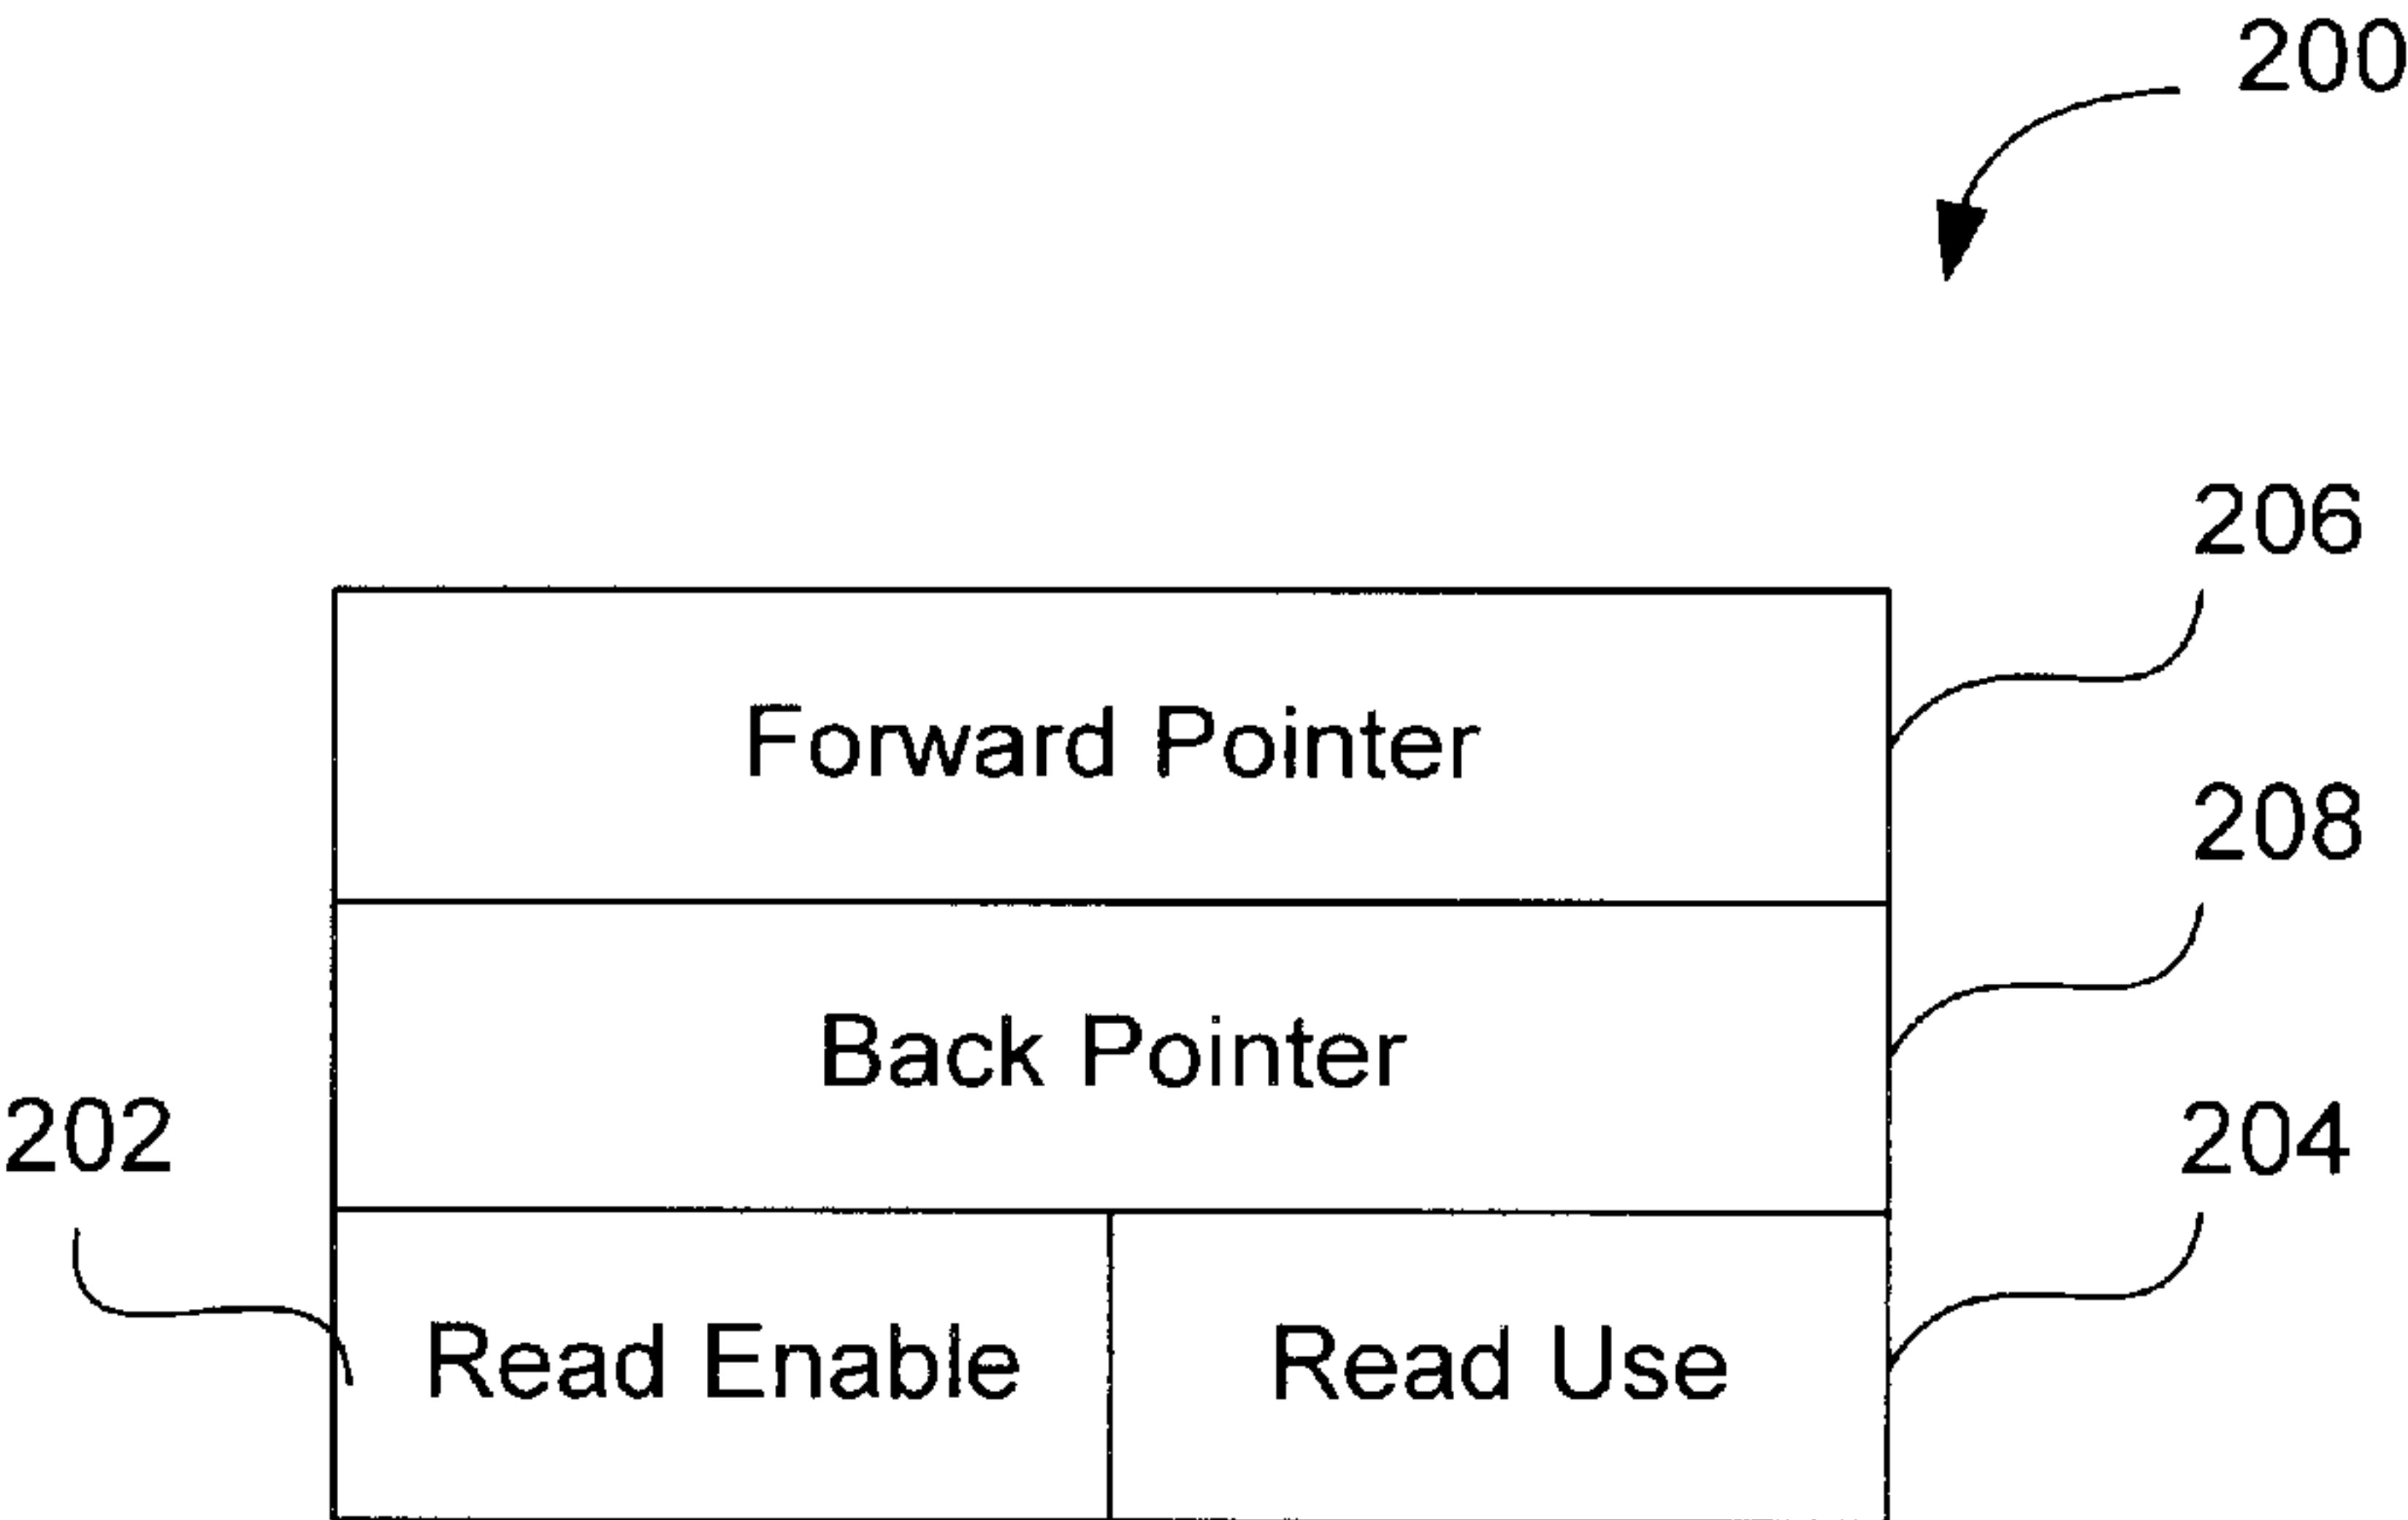 200
206
Forward Pointer
208
Back Pointer
202
204
Read Enable
Read Use